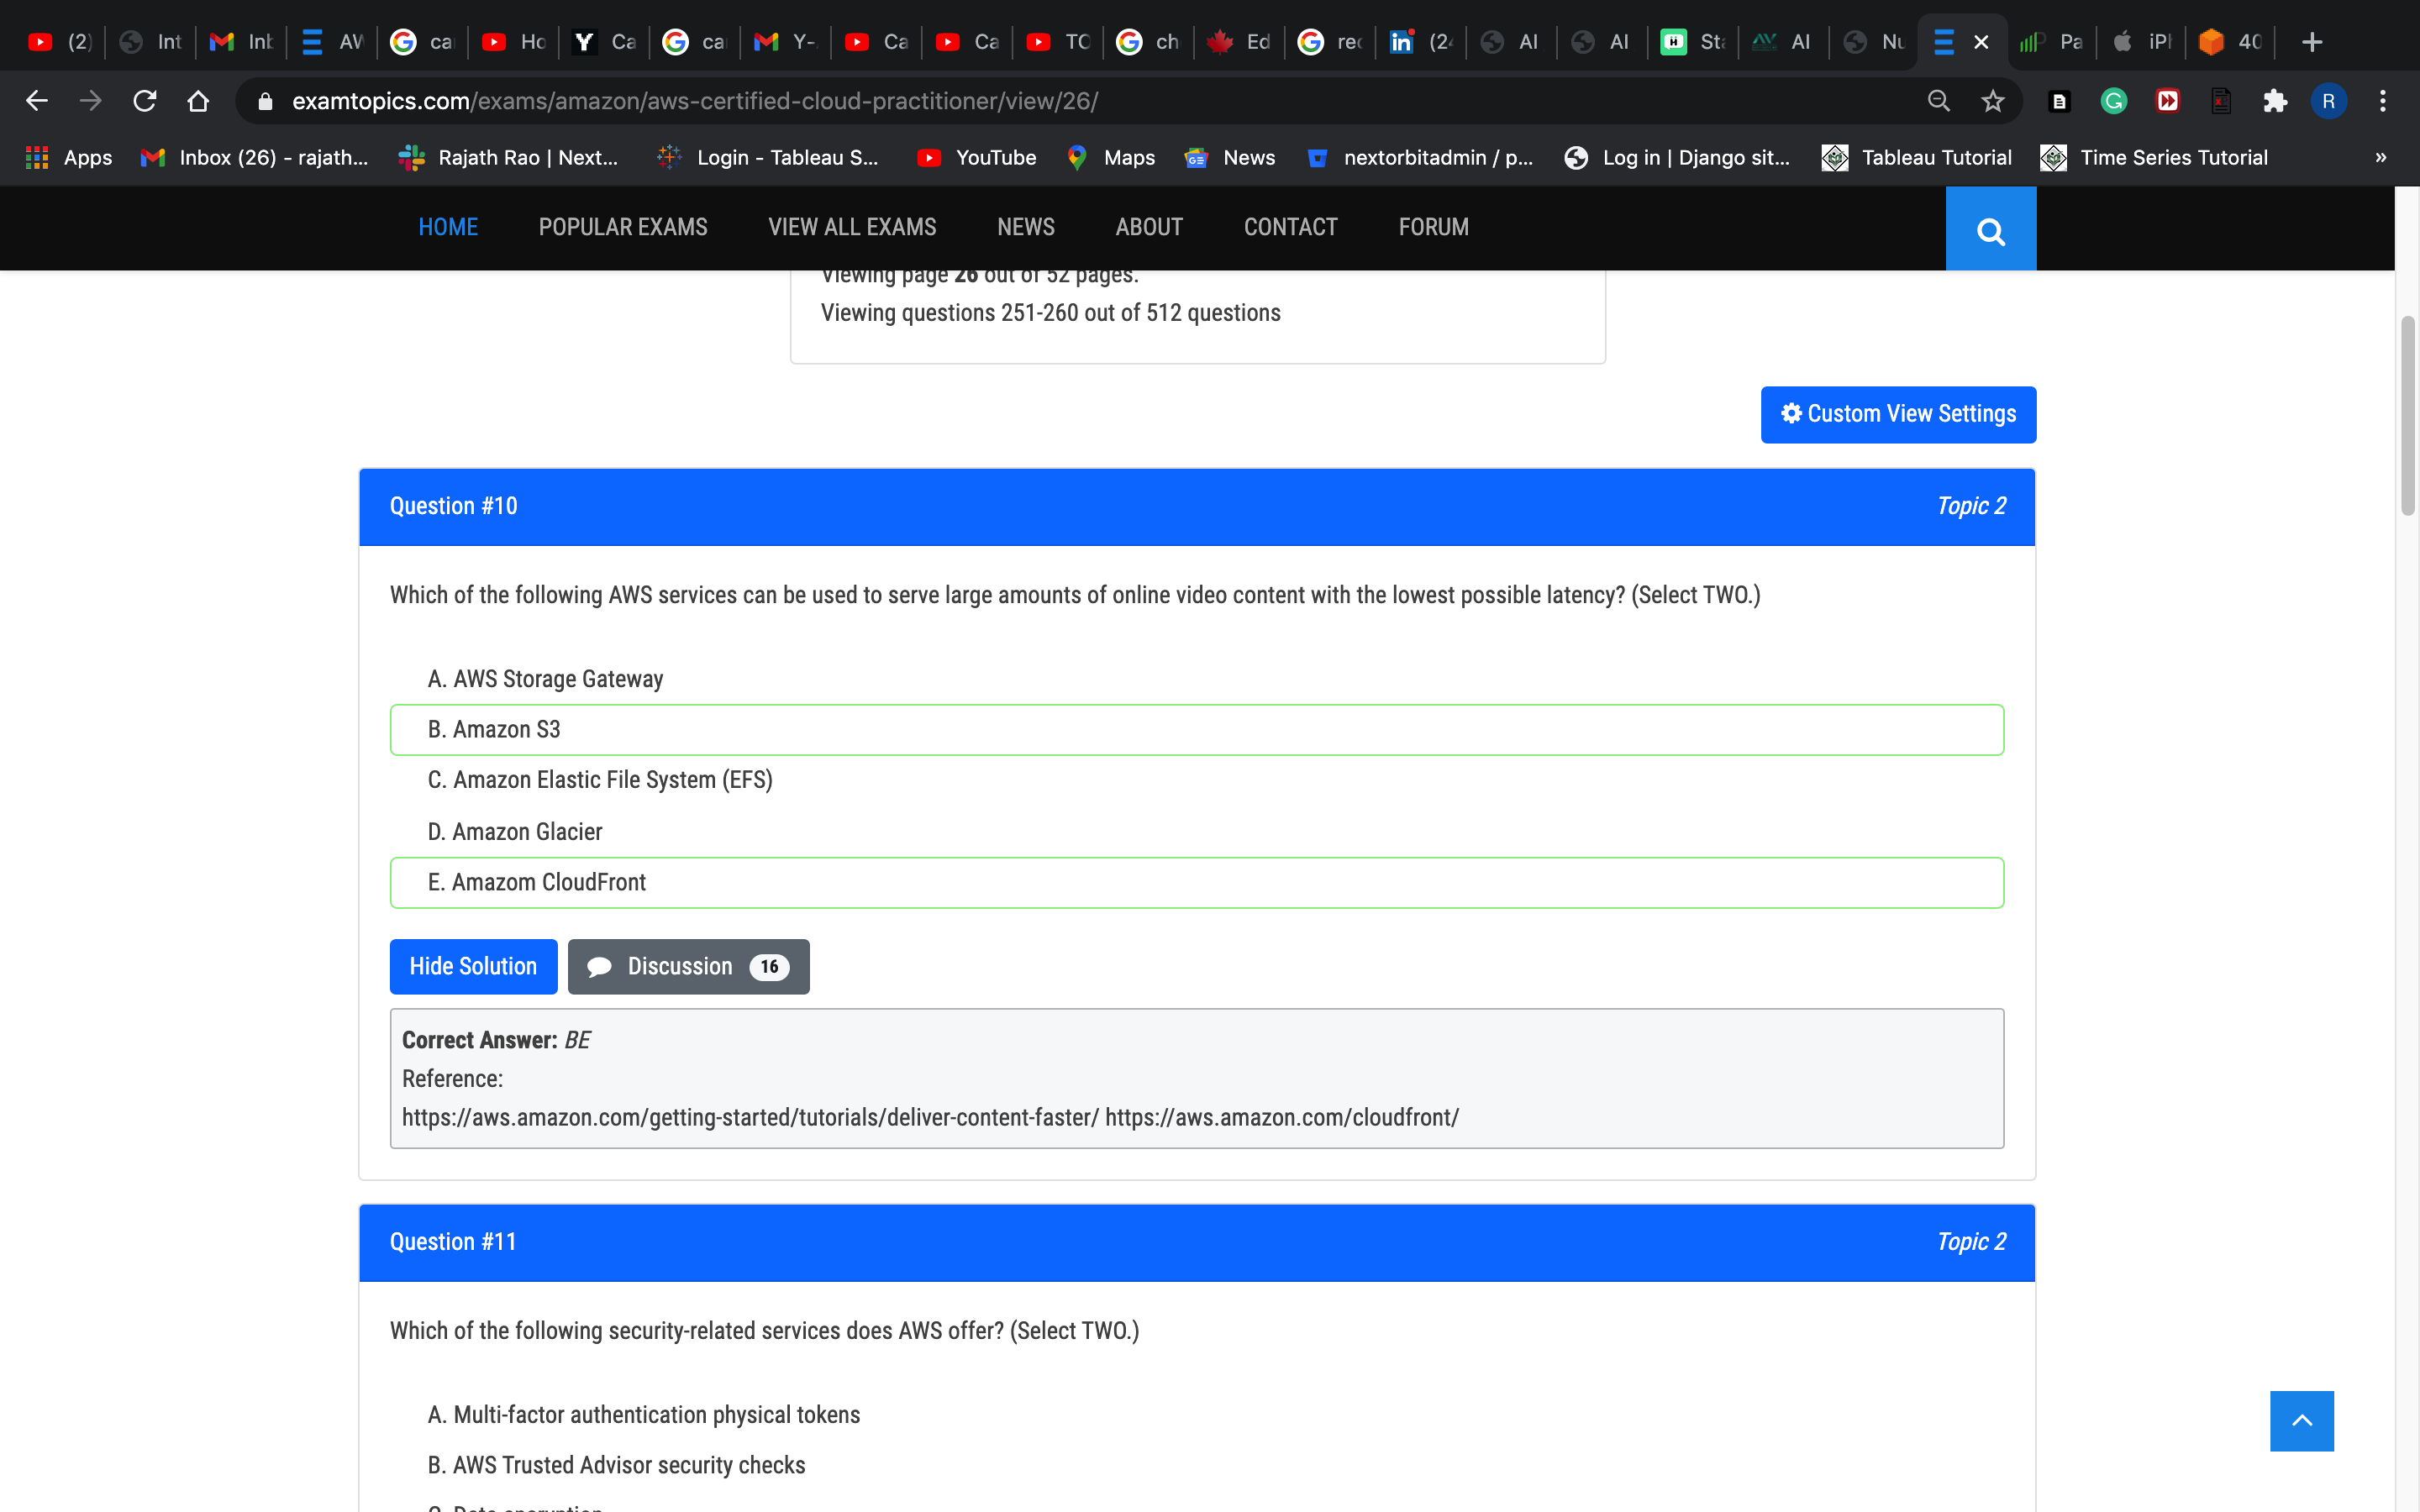 (2) Int Inb AW ca Ho Ca ca Y- Ca Ca TO ch Ed rec (24 AI AI Sta AI Nu Pa iPh 40
examtopics.com/exams/amazon/aws-certified-cloud-practitioner/view/26/ R
Apps Inbox (26) - rajath... Rajath Rao | Next... Login - Tableau S... YouTube Maps News nextorbitadmin / p... Log in | Django sit... Tableau Tutorial Time Series Tutorial »
HOME POPULAR EXAMS VIEW ALL EXAMS NEWS ABOUT CONTACT FORUM
Viewing page 26 out of 52 pages.
Viewing questions 251-260 out of 512 questions
Custom View Settings
Question #10 Topic 2
Which of the following AWS services can be used to serve large amounts of online video content with the lowest possible latency? (Select TWO.)
A. AWS Storage Gateway
B. Amazon S3
C. Amazon Elastic File System (EFS)
D. Amazon Glacier
E. Amazom CloudFront
Hide Solution Discussion 16
Correct Answer: BE
Reference:
https://aws.amazon.com/getting-started/tutorials/deliver-content-faster/ https://aws.amazon.com/cloudfront/
Question #11 Topic 2
Which of the following security-related services does AWS offer? (Select TWO.)
A. Multi-factor authentication physical tokens
B. AWS Trusted Advisor security checks
C. Data encryption